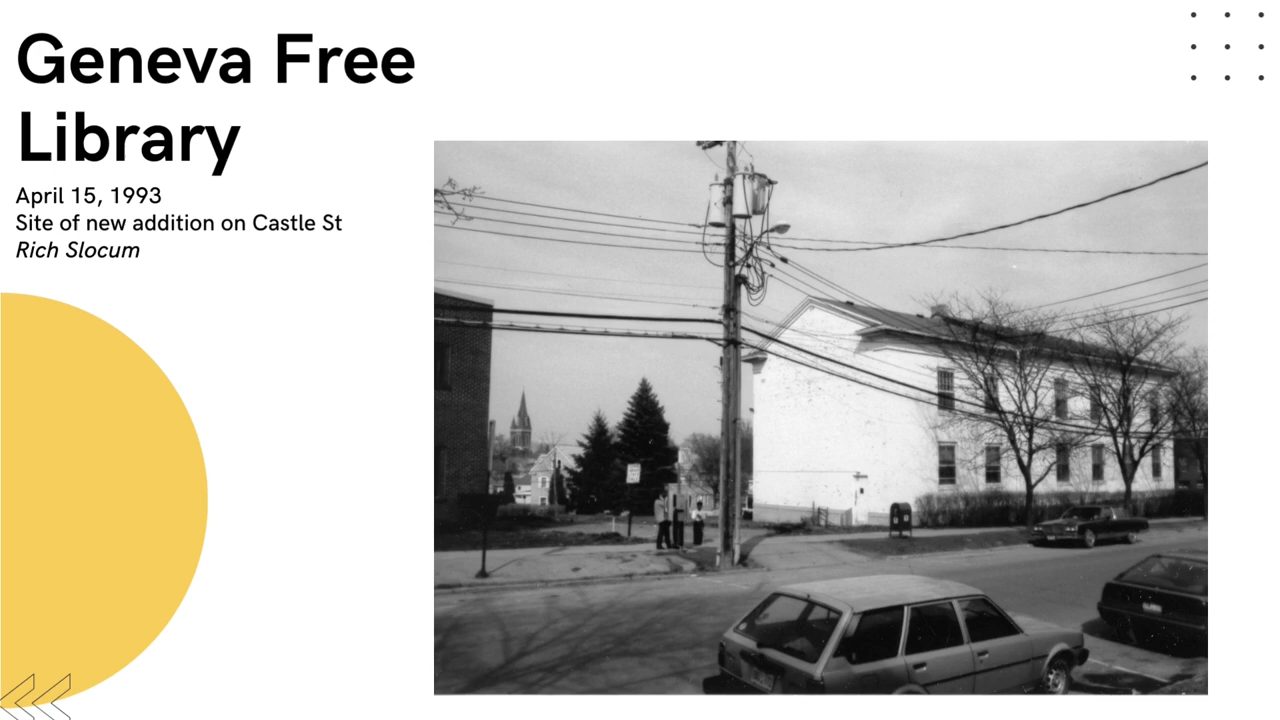 Geneva Free
Library
April 15, 1993
Site of new addition on Castle St
Rich Slocum